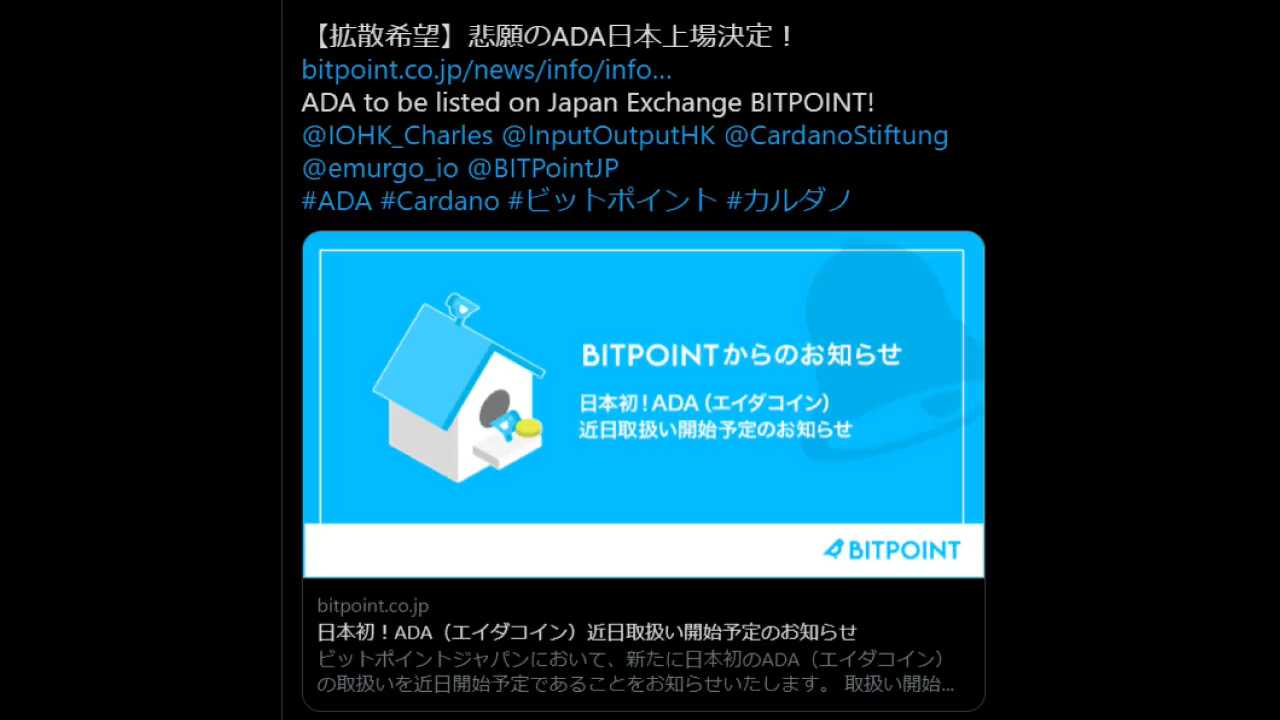 【拡散希望】悲願のADA日本上場決定！
bitpoint.co.jp/news/info/info...
ADA to be listed on Japan Exchange BITPOINT!
@IOHK_Charles @InputOutputHK @CardanoStiftung
@emurgo_io @BITPointJP
#ADA #Cardano #ビットポイント #カルダノ
BITPOINTからのお知らせ
日本初！ADA（エイダコイン）
近日取扱い開始予定のお知らせ
BITPOINT
bitpoint.co.jp
日本初！ADA（エイダコイン）近日取扱い開始予定のお知らせ
ビットポイントジャパンにおいて、新たに日本初のADA（エイダコイン）
の取扱いを近日開始予定であることをお知らせいたします。 取扱い開始...